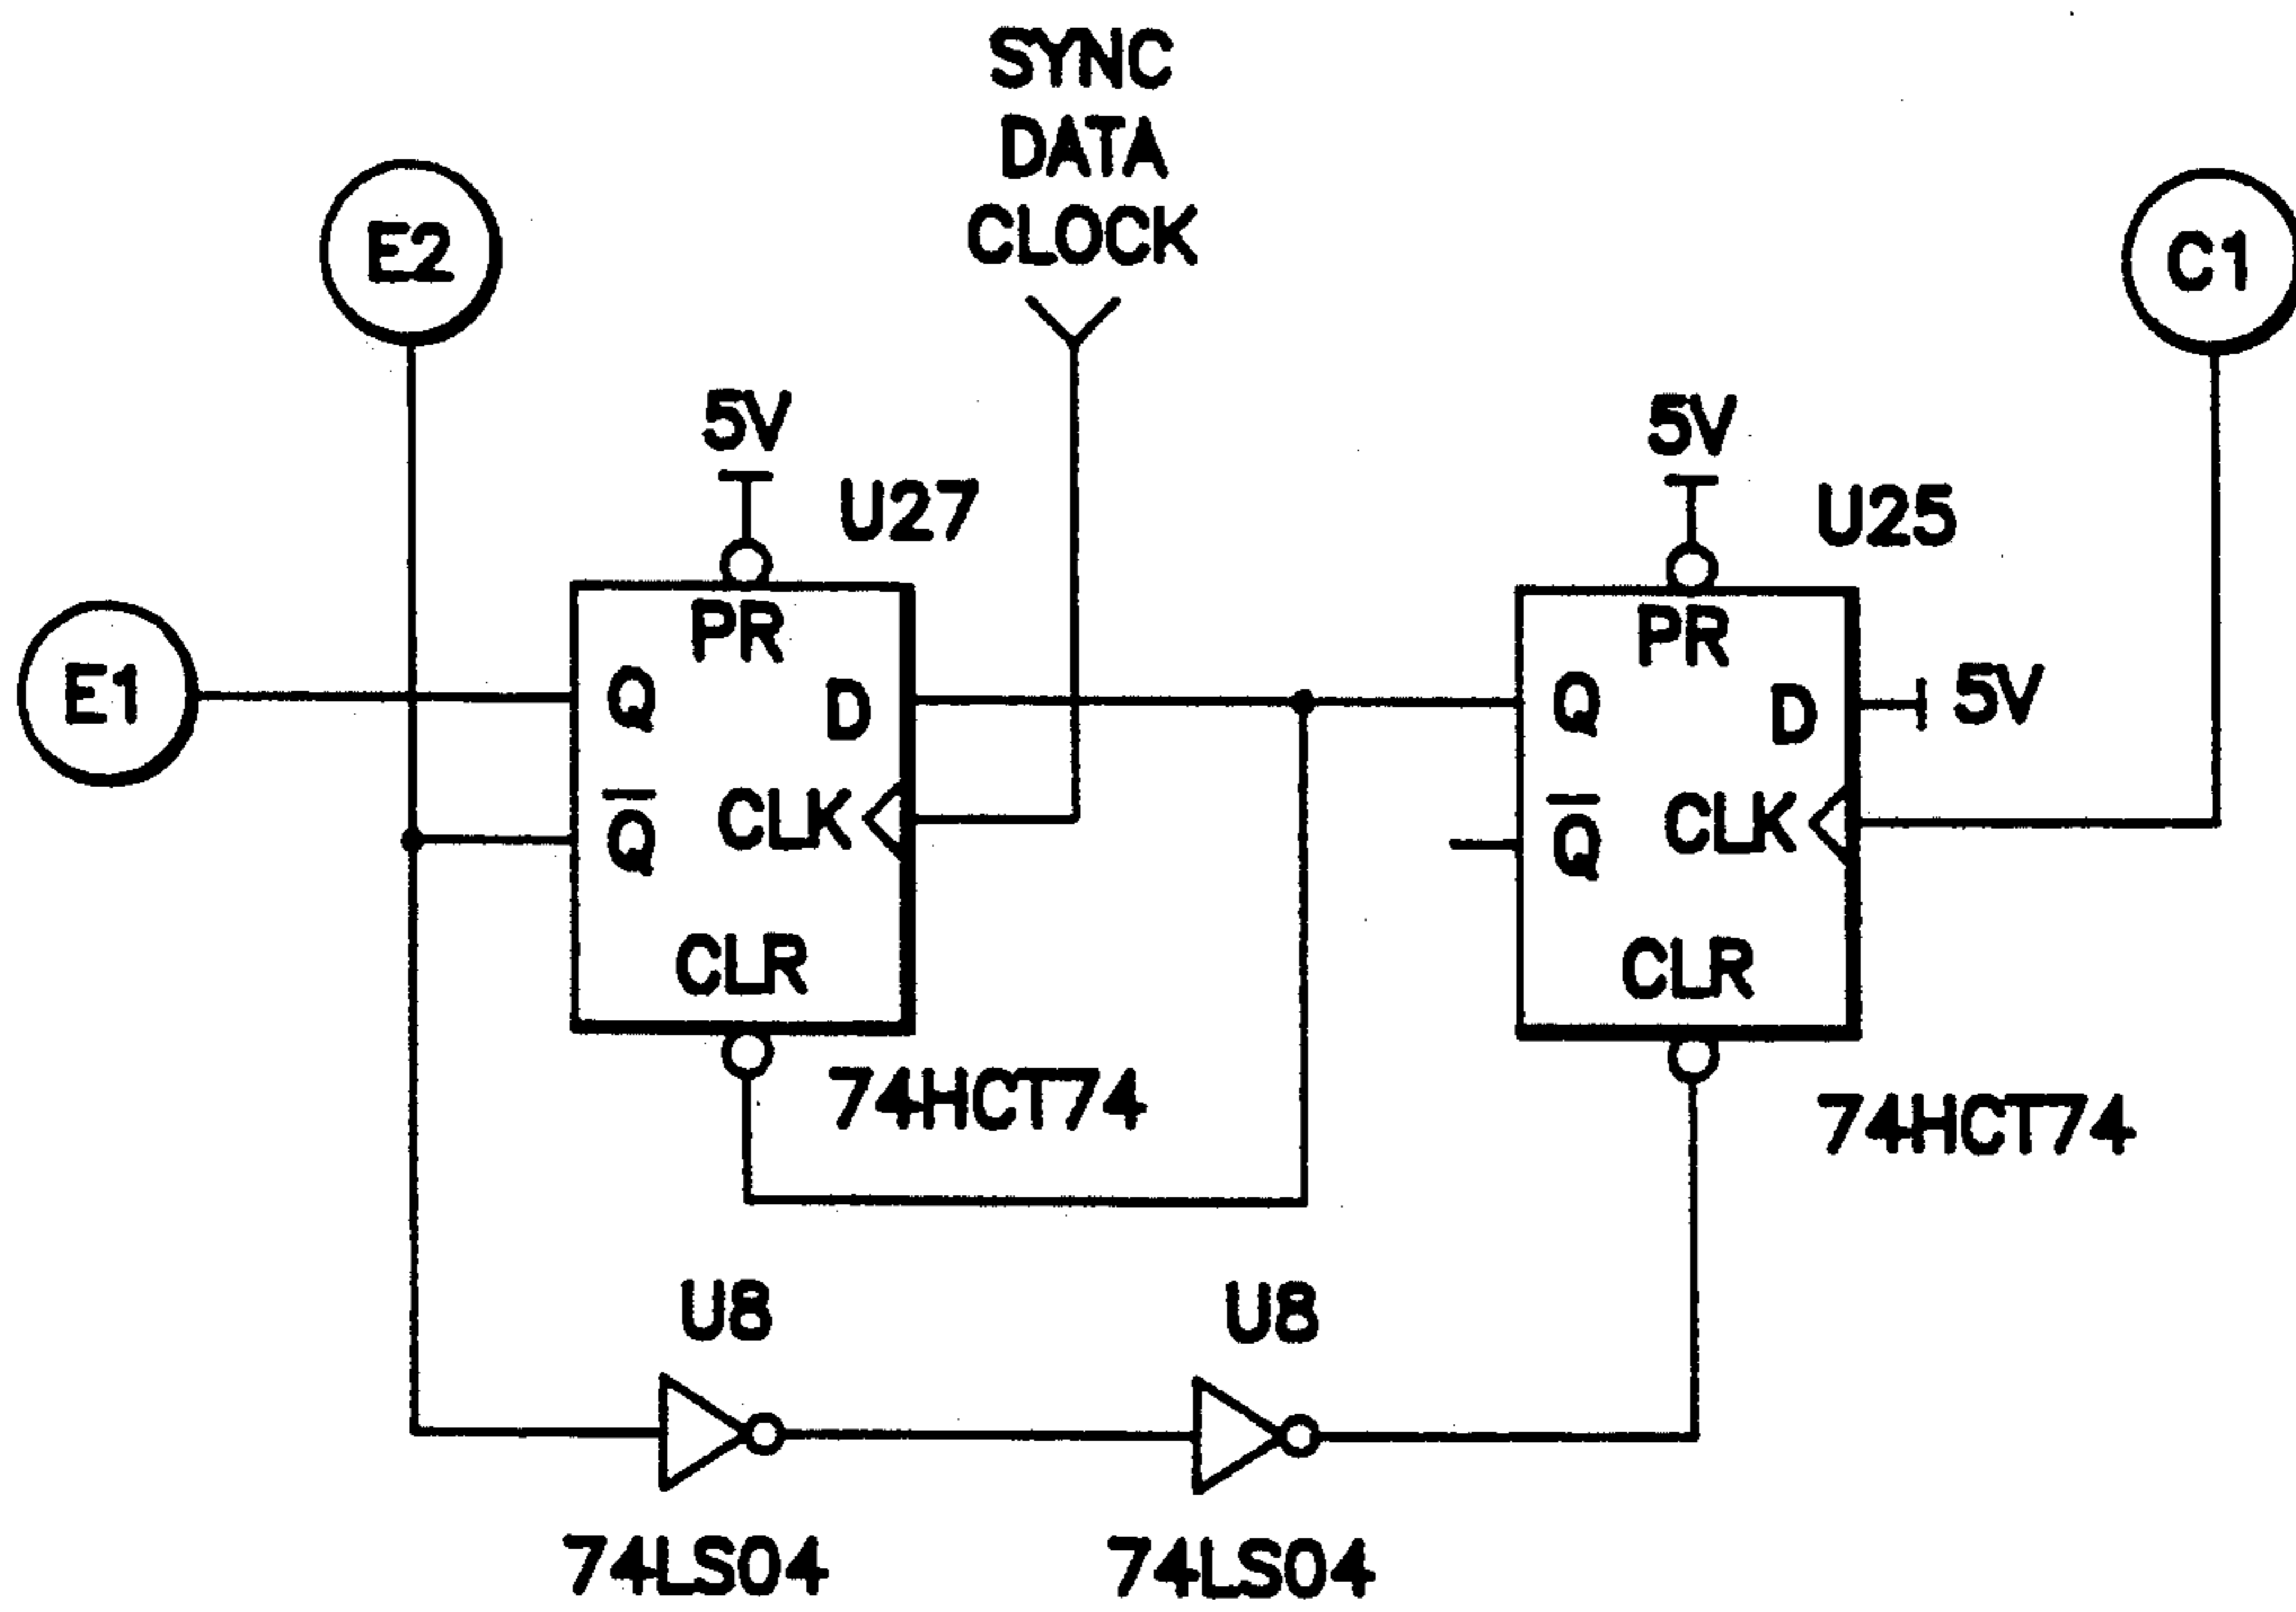 SYNC
DATA
CLOCK
E2
C1
5V
U27
5V
U25
E1
PR
Q
D
Q̅
CLK
CLR
74HCT74
PR
Q
D
5V
Q̅
CLK
CLR
74HCT74
U8
U8
74LS04
74LS04